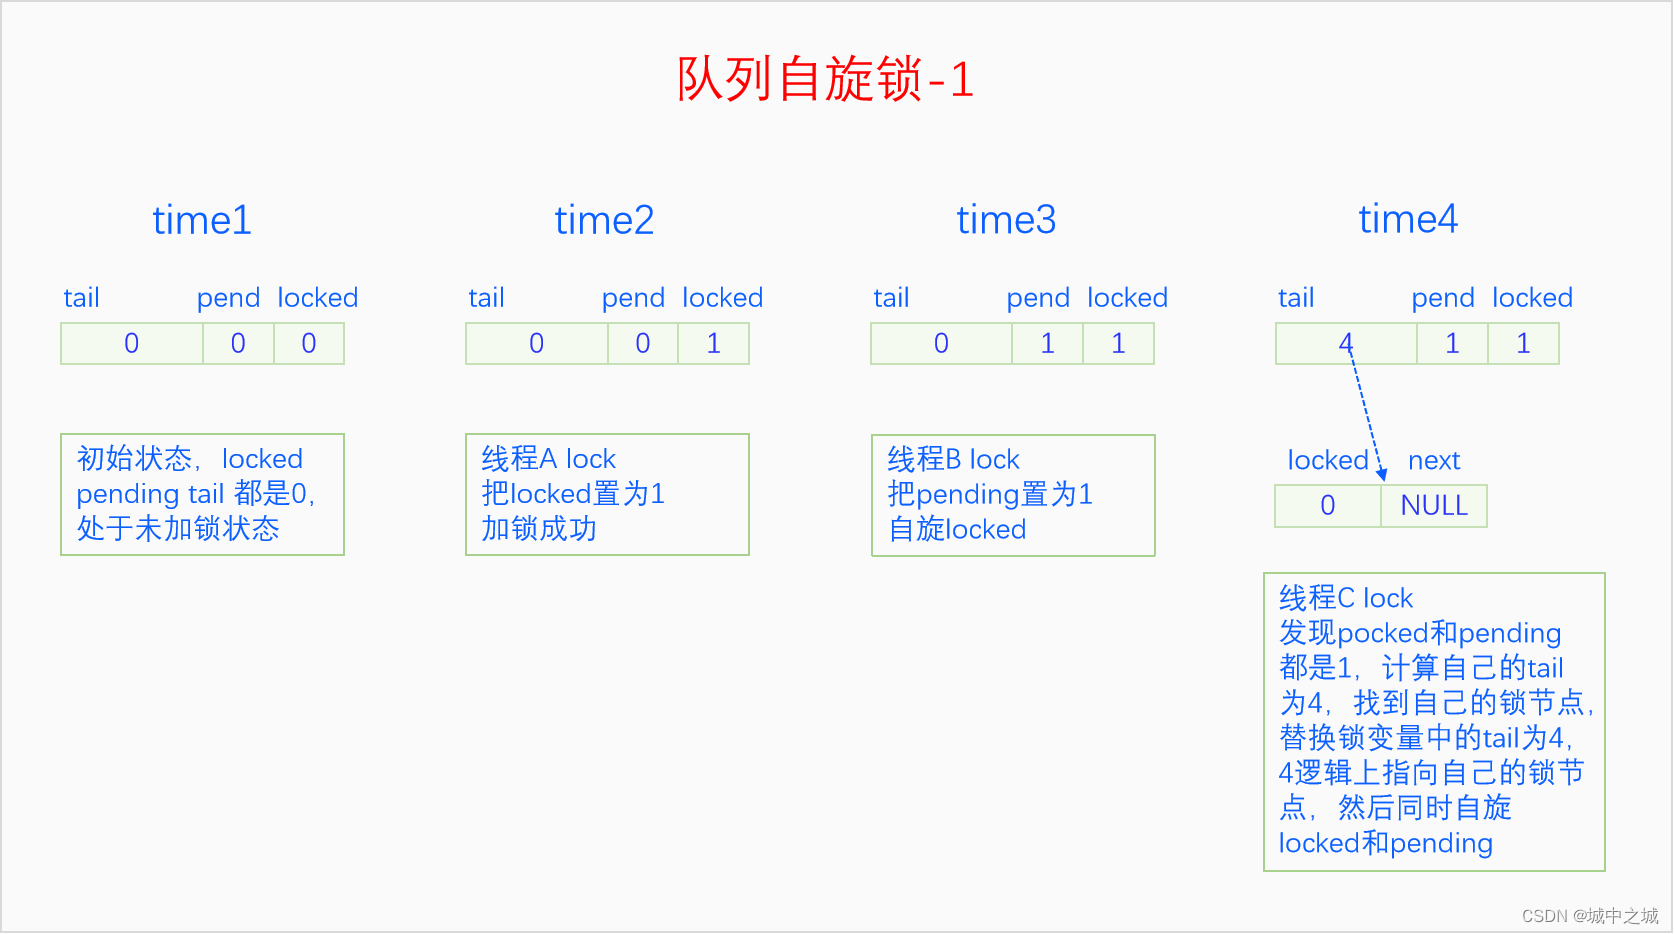 队列自旋锁-1
time1
time2
time3
time4
tail pend locked
tail pend locked
tail pend locked
tail pend locked
0 0 0
0 0 1
0 1 1
4 1 1
初始状态，locked
pending tail 都是0，
处于未加锁状态
线程A lock
把locked置为1
加锁成功
线程B lock
把pending置为1
自旋locked
locked next
0 NULL
线程C lock
发现pocked和pending
都是1，计算自己的tail
为4，找到自己的锁节点，
替换锁变量中的tail为4，
4逻辑上指向自己的锁节
点，然后同时自旋
locked和pending
CSDN @城中之城